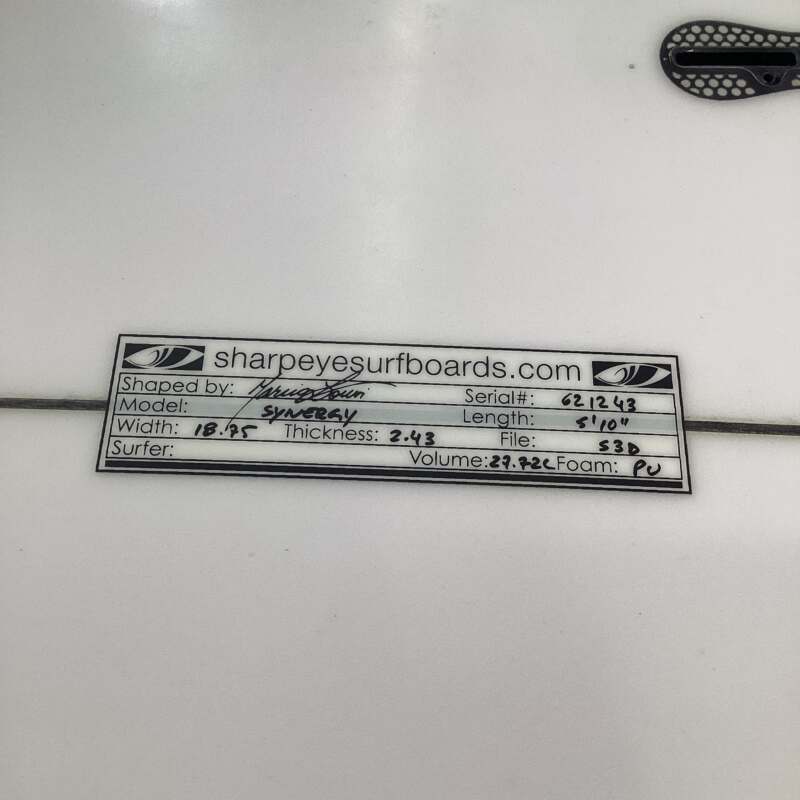 sharpeyesurfboards.com
Shaped by: Serial#: 621243
Model: SYNERGY Length: 5'10"
Width: 18.75 Thickness: 2.43 File: S3D
Surfer: Volume: 27.72L Foam: PU